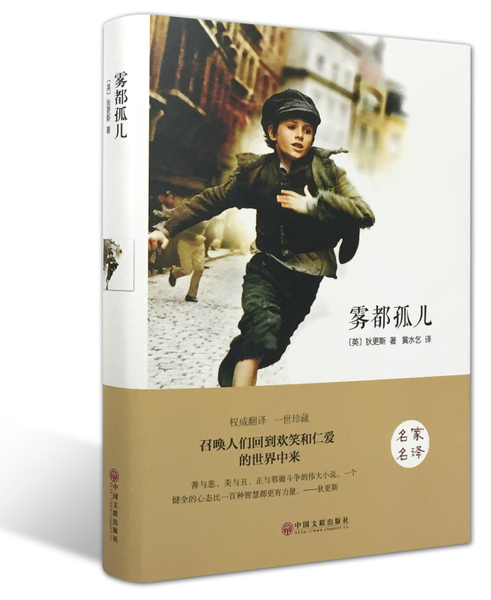 雾都孤儿
〔英〕狄更斯 著
雾都孤儿
〔英〕狄更斯 著 黄水乞 译
权威翻译 一世珍藏
召唤人们回到欢笑和仁爱
的世界中来
善与恶、美与丑、正与邪做斗争的伟大小说。一个
健全的心态比一百种智慧都更有力量。——狄更斯
名家
名译
中国文联出版社
http://www.clapnet.cn
中国文联出版社